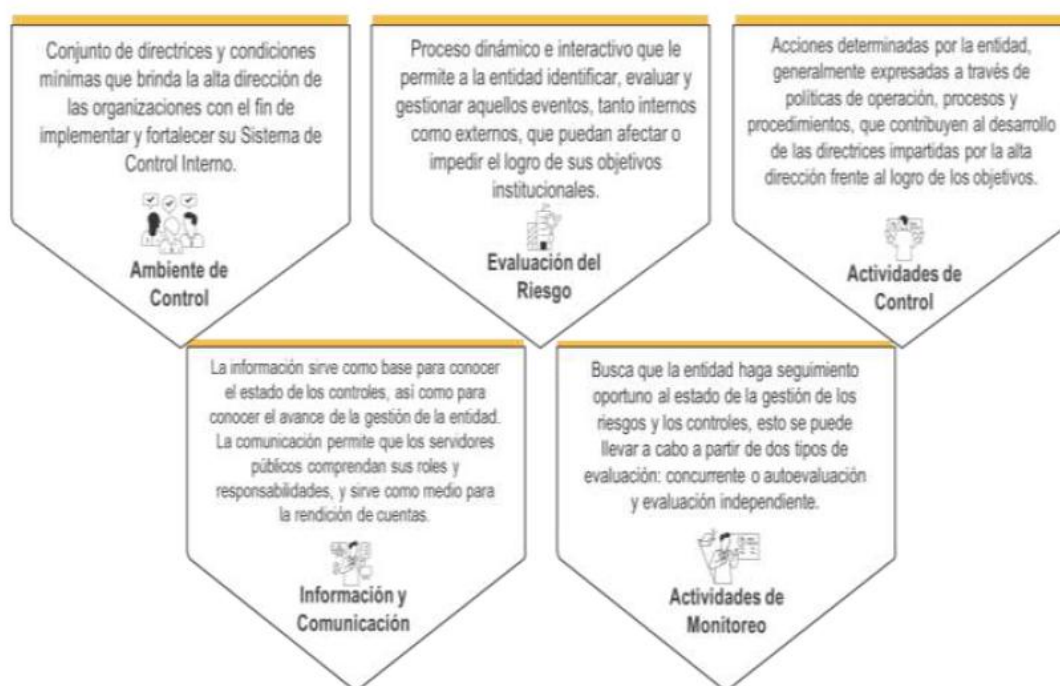 Conjunto de directrices y condiciones
mínimas que brinda la alta dirección de
las organizaciones con el fin de
implementar y fortalecer su Sistema de
Control Interno.
Ambiente de
Control
Proceso dinámico e interactivo que le
permite a la entidad identificar, evaluar y
gestionar aquellos eventos, tanto internos
como externos, que puedan afectar o
impedir el logro de sus objetivos
institucionales.
Evaluación del
Riesgo
Acciones determinadas por la entidad,
generalmente expresadas a través de
políticas de operación, procesos y
procedimientos, que contribuyen al desarrollo
de las directrices impartidas por la alta
dirección frente al logro de los objetivos.
Actividades de
Control
La información sirve como base para conocer
el estado de los controles, así como para
conocer el avance de la gestión de la entidad.
La comunicación permite que los servidores
públicos comprendan sus roles y
responsabilidades, y sirve como medio para
la rendición de cuentas.
Información y
Comunicación
Busca que la entidad haga seguimiento
oportuno al estado de la gestión de los
riesgos y los controles, esto se puede
llevar a cabo a partir de dos tipos de
evaluación: concurrente o autoevaluación
y evaluación independiente.
Actividades de
Monitoreo